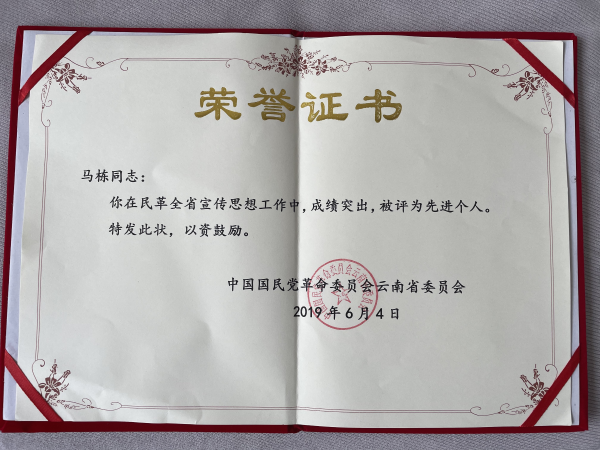 荣誉证书
马栋同志：
你在民革全省宣传思想工作中，成绩突出，被评为先进个人。
特发此状，以资鼓励。
中国国民党革命委员会云南省委员会
2019年6月4日